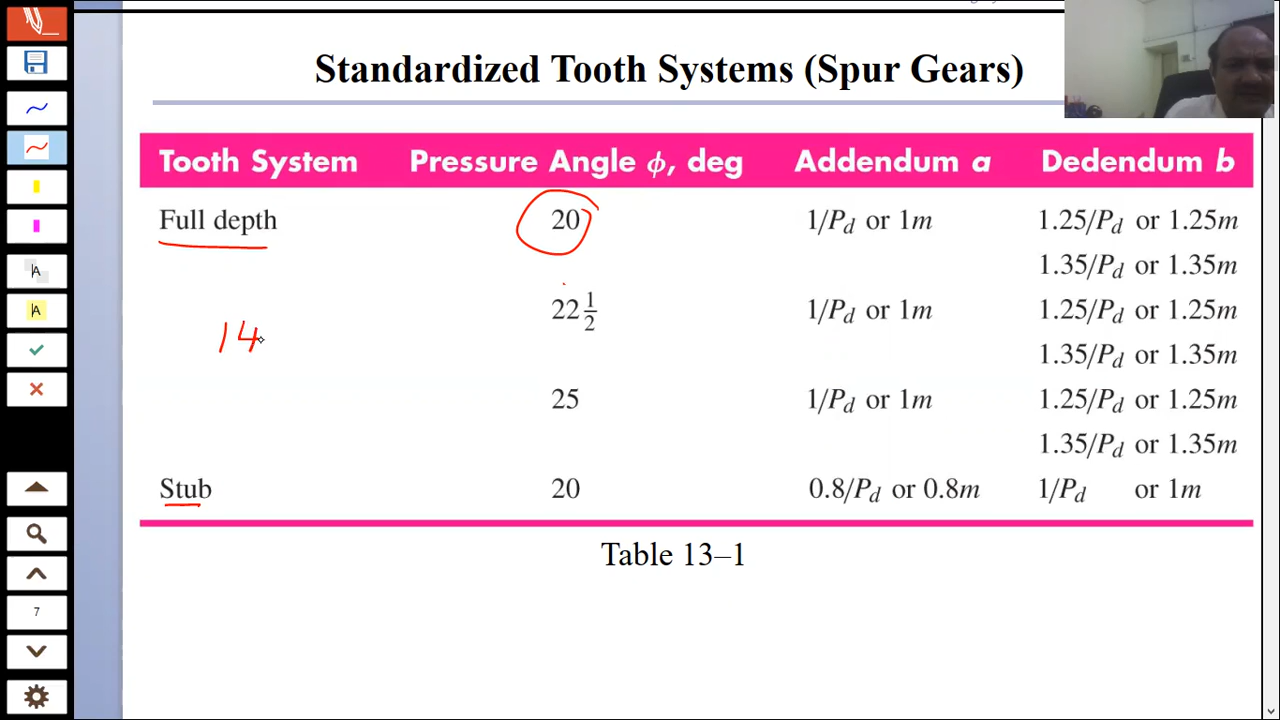 Standardized Tooth Systems (Spur Gears)
Tooth System Pressure Angle ϕ, deg Addendum a Dedendum b
Full depth 20 1/Pd or 1m 1.25/Pd or 1.25m
1.35/Pd or 1.35m
22 1/2 1/Pd or 1m 1.25/Pd or 1.25m
14
1.35/Pd or 1.35m
25 1/Pd or 1m 1.25/Pd or 1.25m
1.35/Pd or 1.35m
Stub 20 0.8/Pd or 0.8m 1/Pd or 1m
Table 13–1
A
A
7